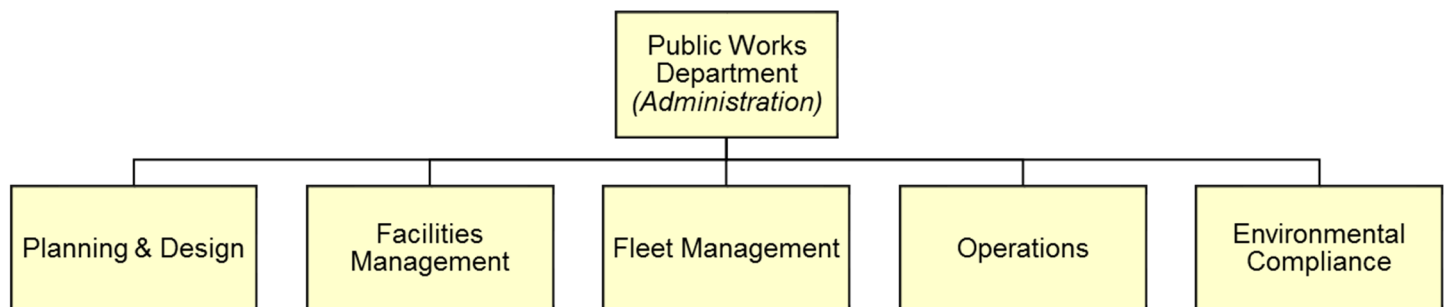 Public Works
Department
(Administration)
Planning & Design
Facilities
Management
Fleet Management
Operations
Environmental
Compliance